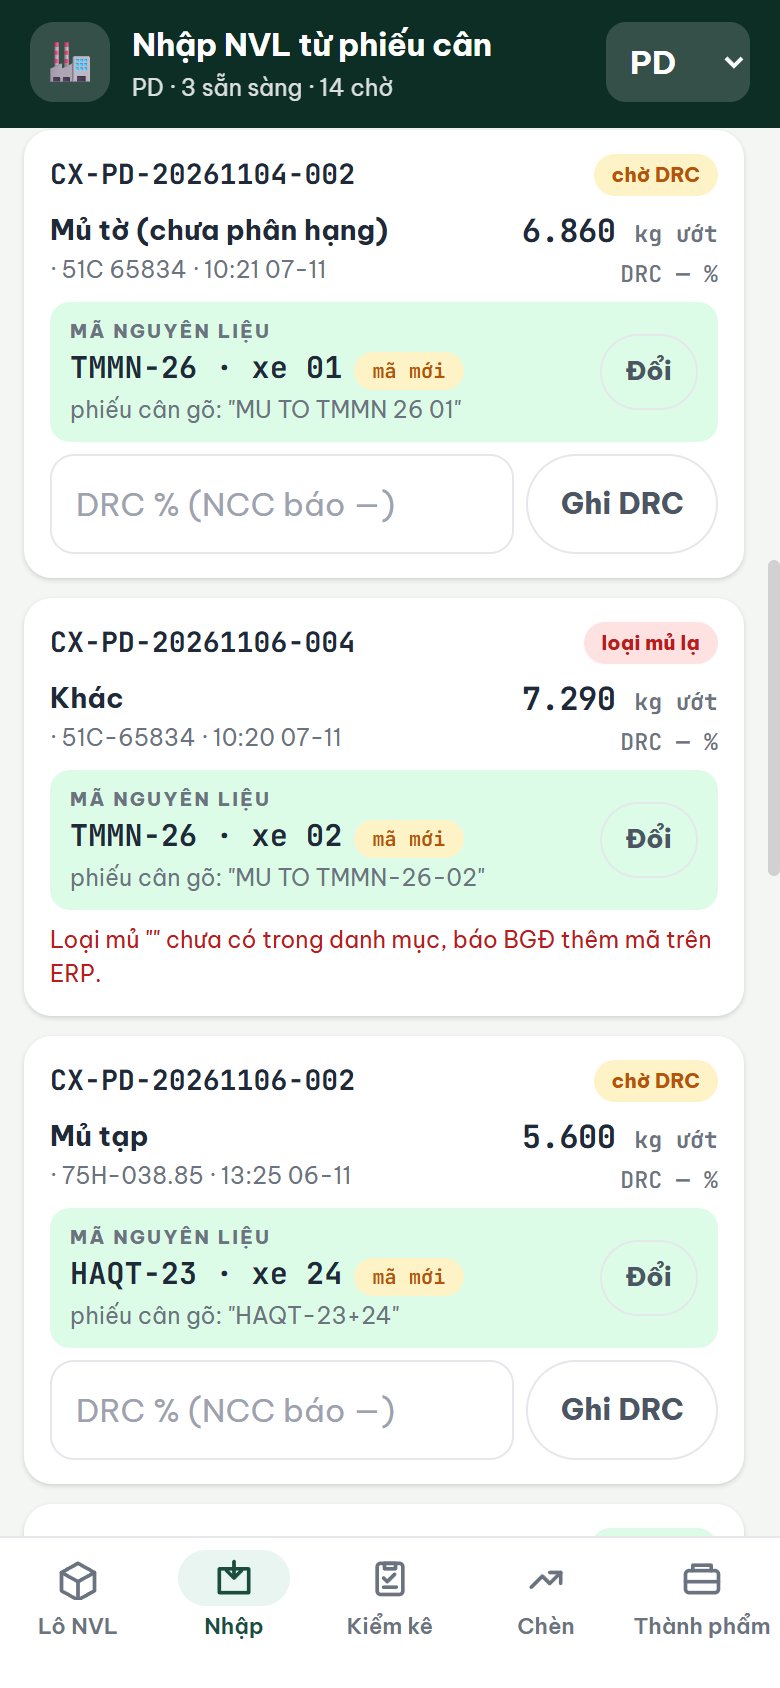 Nhập NVL từ phiếu cân
PD · 3 sẵn sàng · 14 chờ
PD
CX-PD-20261104-002
chờ DRC
Mủ tờ (chưa phân hạng)
6.860 kg ướt
· 51C 65834 · 10:21 07-11
DRC — %
MÃ NGUYÊN LIỆU
TMMN-26 · xe 01 mã mới
Đổi
phiếu cân gõ: "MU TO TMMN 26 01"
DRC % (NCC báo —)
Ghi DRC
CX-PD-20261106-004
loại mủ lạ
Khác
7.290 kg ướt
· 51C-65834 · 10:20 07-11
DRC — %
MÃ NGUYÊN LIỆU
TMMN-26 · xe 02 mã mới
Đổi
phiếu cân gõ: "MU TO TMMN-26-02"
Loại mủ "" chưa có trong danh mục, báo BGĐ thêm mã trên
ERP.
CX-PD-20261106-002
chờ DRC
Mủ tạp
5.600 kg ướt
· 75H-038.85 · 13:25 06-11
DRC — %
MÃ NGUYÊN LIỆU
HAQT-23 · xe 24 mã mới
Đổi
phiếu cân gõ: "HAQT-23+24"
DRC % (NCC báo —)
Ghi DRC
Lô NVL
Nhập
Kiểm kê
Chèn
Thành phẩm